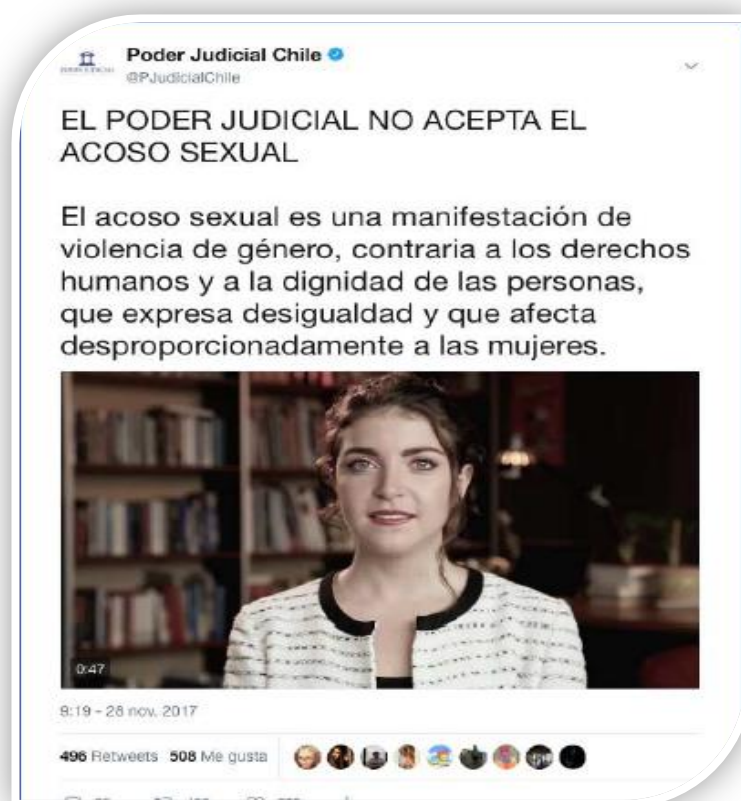 Poder Judicial Chile
@PJudicialChile
EL PODER JUDICIAL NO ACEPTA EL
ACOSO SEXUAL
El acoso sexual es una manifestación de
violencia de género, contraria a los derechos
humanos y a la dignidad de las personas,
que expresa desigualdad y que afecta
desproporcionadamente a las mujeres.
0:47
8:19 - 28 nov. 2017
496 Retweets 508 Me gusta